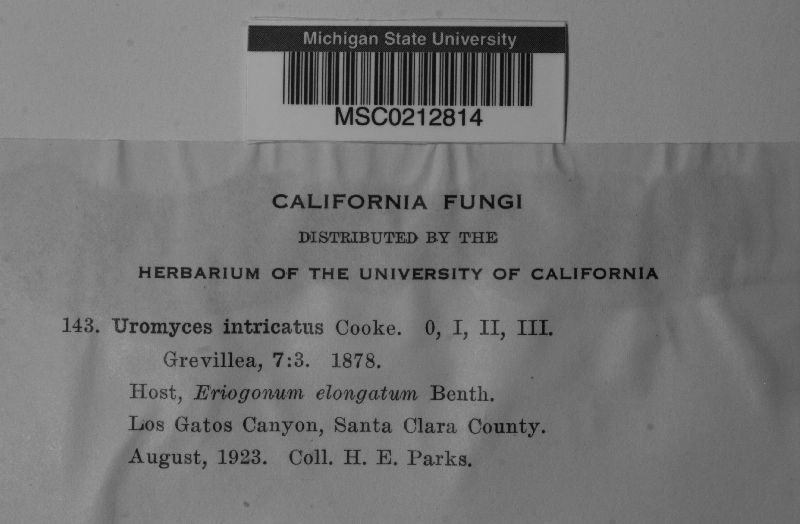 Michigan State University
MSC0212814
CALIFORNIA FUNGI
DISTRIBUTED BY THE
HERBARIUM OF THE UNIVERSITY OF CALIFORNIA
143. Uromyces intricatus Cooke. 0, I, II, III.
Grevillea, 7:3. 1878.
Host, Eriogonum elongatum Benth.
Los Gatos Canyon, Santa Clara County.
August, 1923. Coll. H. E. Parks.